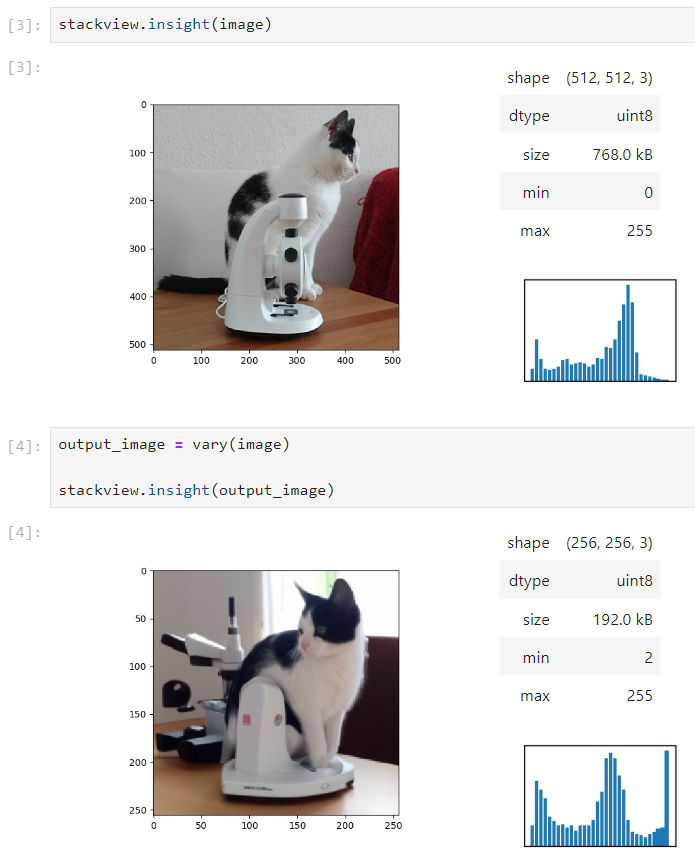 [3]: stackview.insight(image)
[3]:
shape (512, 512, 3)
dtype uint8
size 768.0 kB
min 0
max 255
0
100
200
300
400
500
0 100 200 300 400 500
[4]: output_image = vary(image)
stackview.insight(output_image)
[4]:
shape (256, 256, 3)
dtype uint8
size 192.0 kB
min 2
max 255
0
50
100
150
200
250
0 50 100 150 200 250